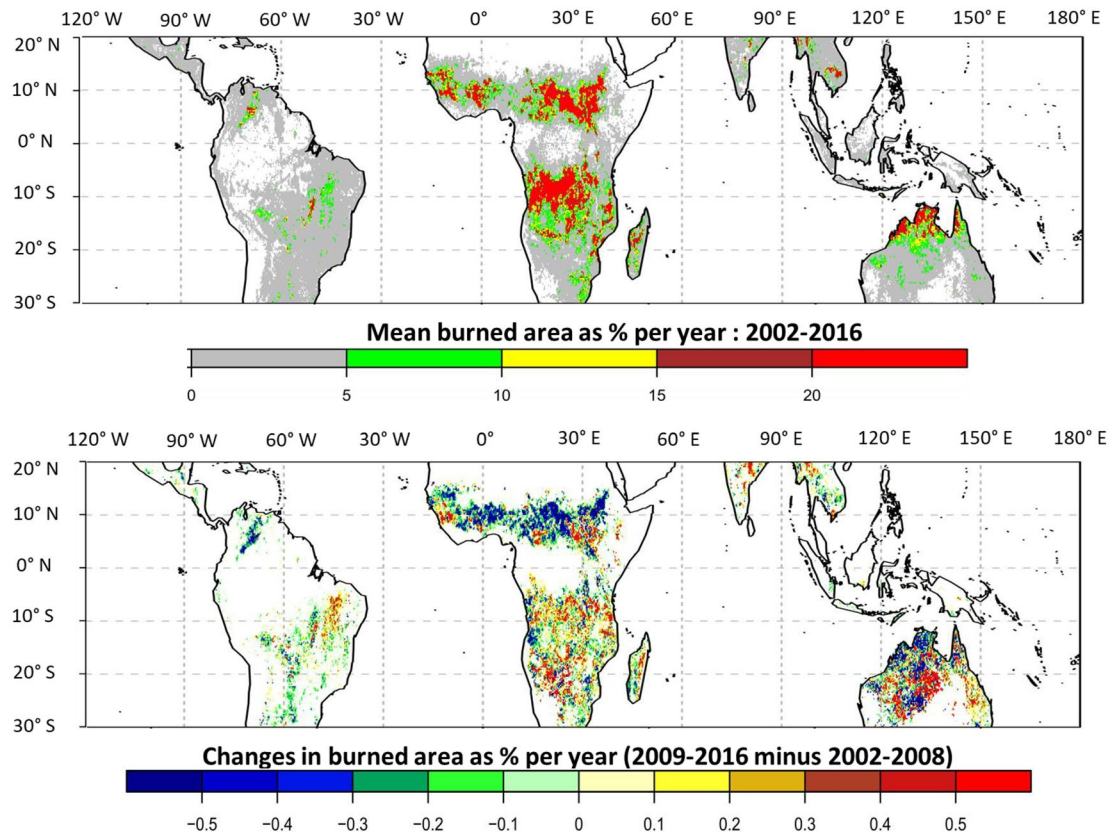 120° W 90° W 60° W 30° W 0° 30° E 60° E 90° E 120° E 150° E 180° E
20° N
10° N
0° N
10° S
20° S
30° S
Mean burned area as % per year : 2002-2016
0 5 10 15 20
120° W 90° W 60° W 30° W 0° 30° E 60° E 90° E 120° E 150° E 180° E
20° N
10° N
0° N
10° S
20° S
30° S
Changes in burned area as % per year (2009-2016 minus 2002-2008)
−0.5 −0.4 −0.3 −0.2 −0.1 0 0.1 0.2 0.3 0.4 0.5